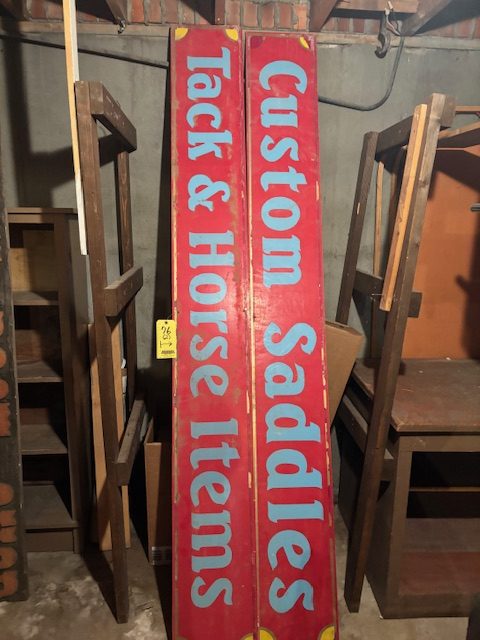 Custom Saddles
Tack & Horse Items